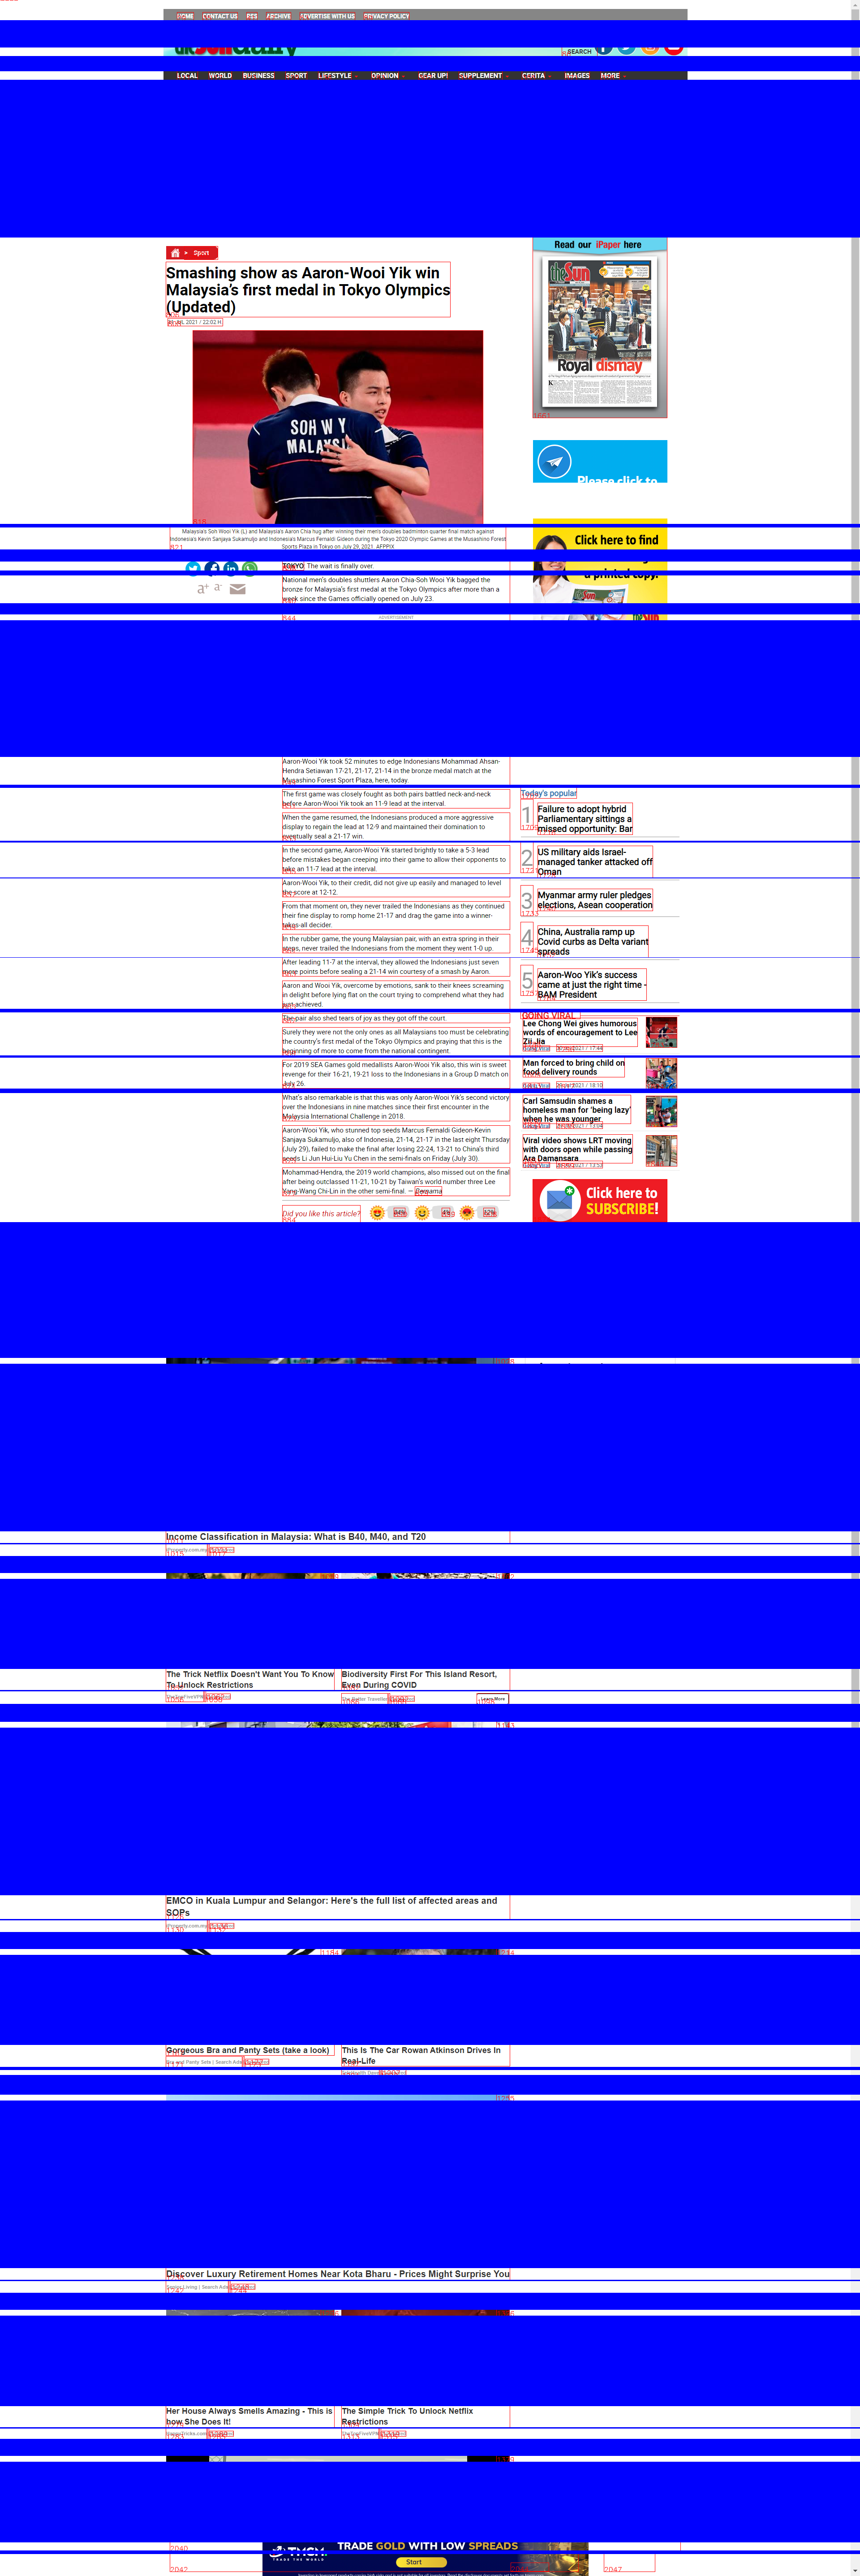 HOME CONTACT US RSS ARCHIVE ADVERTISE WITH US PRIVACY POLICY
SEARCH
LOCAL WORLD BUSINESS SPORT LIFESTYLE OPINION GEAR UP! SUPPLEMENT CERITA IMAGES MORE
> Sport
Smashing show as Aaron-Wooi Yik win
Malaysia's first medal in Tokyo Olympics
(Updated)
JUL 2021 / 22:02 H.
SOH W Y
MALAYSI
Malaysia's Soh Wooi Yik (L) and Malaysia's Aaron Chia hug after winning their men's doubles badminton quarter final match against
Indonesia's Kevin Sanjaya Sukamuljo and Indonesia's Marcus Fernaldi Gideon during the Tokyo 2020 Olympic Games at the Musashino Forest
Sports Plaza in Tokyo on July 29, 2021. AFPPIX
TOKYO: The wait is finally over.
National men's doubles shuttlers Aaron Chia-Soh Wooi Yik bagged the
bronze for Malaysia's first medal at the Tokyo Olympics after more than a
week since the Games officially opened on July 23.
ADVERTISEMENT
Aaron-Wooi Yik took 52 minutes to edge Indonesians Mohammad Ahsan-
Hendra Setiawan 17-21, 21-17, 21-14 in the bronze medal match at the
Musashino Forest Sport Plaza, here, today.
The first game was closely fought as both pairs battled neck-and-neck
before Aaron-Wooi Yik took an 11-9 lead at the interval.
When the game resumed, the Indonesians produced a more aggressive
display to regain the lead at 12-9 and maintained their domination to
eventually seal a 21-17 win.
In the second game, Aaron-Wooi Yik started brightly to take a 5-3 lead
before mistakes began creeping into their game to allow their opponents to
take an 11-7 lead at the interval.
Aaron-Wooi Yik, to their credit, did not give up easily and managed to level
the score at 12-12.
From that moment on, they never trailed the Indonesians as they continued
their fine display to romp home 21-17 and drag the game into a winner-
takes-all decider.
In the rubber game, the young Malaysian pair, with an extra spring in their
steps, never trailed the Indonesians from the moment they went 1-0 up.
After leading 11-7 at the interval, they allowed the Indonesians just seven
more points before sealing a 21-14 win courtesy of a smash by Aaron.
Aaron and Wooi Yik, overcome by emotions, sank to their knees screaming
in delight before lying flat on the court trying to comprehend what they had
just achieved.
The pair also shed tears of joy as they got off the court.
Surely they were not the only ones as all Malaysians too must be celebrating
the country's first medal of the Tokyo Olympics and praying that this is the
beginning of more to come from the national contingent.
For 2019 SEA Games gold medallists Aaron-Wooi Yik also, this win is sweet
revenge for their 16-21, 19-21 loss to the Indonesians in a Group D match on
July 26.
What's also remarkable is that this was only Aaron-Wooi Yik's second victory
over the Indonesians in nine matches since their first encounter in the
Malaysia International Challenge in 2018.
Aaron-Wooi Yik, who stunned top seeds Marcus Fernaldi Gideon-Kevin
Sanjaya Sukamuljo, also of Indonesia, 21-14, 21-17 in the last eight Thursday
(July 29), failed to make the final after losing 22-24, 13-21 to China's third
seeds Li Jun Hui-Liu Yu Chen in the semi-finals on Friday (July 30).
Mohammad-Hendra, the 2019 world champions, also missed out on the final
after being outclassed 11-21, 10-21 by Taiwan's world number three Lee
Yang-Wang Chi-Lin in the other semi-final. — Bernama
Did you like this article?
Read our iPaper here
theSun
Royal dismay
Please click to
Click here to find
a printed copy.
Today's popular
1 Failure to adopt hybrid
Parliamentary sittings a
missed opportunity: Bar
2 US military aids Israel-
managed tanker attacked off
Oman
3 Myanmar army ruler pledges
elections, Asean cooperation
4 China, Australia ramp up
Covid curbs as Delta variant
spreads
5 Aaron-Woo Yik's success
came at just the right time -
BAM President
GOING VIRAL
Lee Chong Wei gives humorous
words of encouragement to Lee
Zii Jia
Man forced to bring child on
food delivery rounds
Carl Samsudin shames a
homeless man for 'being lazy'
when he was younger
Viral video shows LRT moving
with doors open while passing
Ara Damansara
Click here to
SUBSCRIBE!
Income Classification in Malaysia: What is B40, M40, and T20
The Trick Netflix Doesn't Want You To Know
To Unlock Restrictions
Biodiversity First For This Island Resort,
Even During COVID
Learn More
EMCO in Kuala Lumpur and Selangor: Here's the full list of affected areas and
SOPs
Gorgeous Bra and Panty Sets (take a look)
This Is The Car Rowan Atkinson Drives In
Real-Life
Discover Luxury Retirement Homes Near Kota Bharu - Prices Might Surprise You
Her House Always Smells Amazing - This is
how She Does It!
The Simple Trick To Unlock Netflix
Restrictions
TRADE GOLD WITH LOW SPREADS
TMGM
TRADE THE WORLD
Start